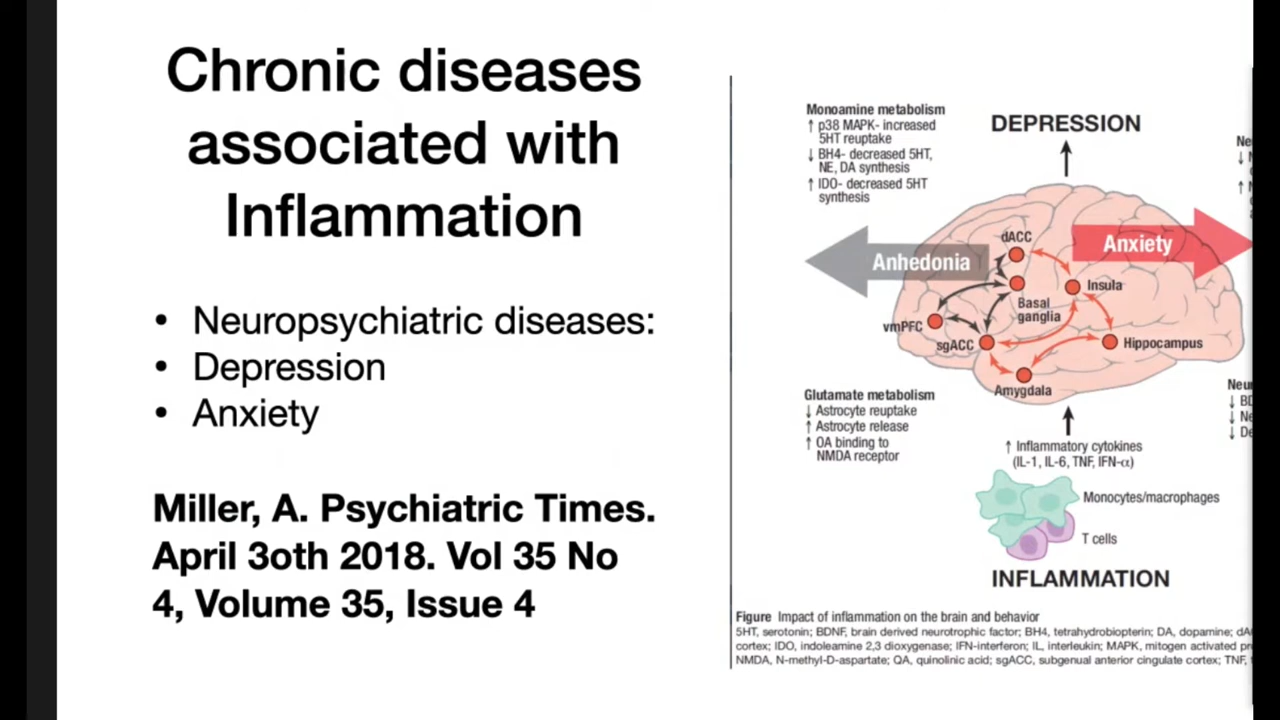 Chronic diseases
associated with
Inflammation
• Neuropsychiatric diseases:
• Depression
• Anxiety
Miller, A. Psychiatric Times.
April 3oth 2018. Vol 35 No
4, Volume 35, Issue 4
Monoamine metabolism
↑ p38 MAPK- increased
5HT reuptake
↓ BH4- decreased 5HT,
NE, DA synthesis
↑ IDO- decreased 5HT
synthesis
DEPRESSION
Anhedonia
Anxiety
dACC
Insula
Basal
ganglia
vmPFC
sgACC
Hippocampus
Amygdala
Glutamate metabolism
↓ Astrocyte reuptake
↑ Astrocyte release
↑ QA binding to
NMDA receptor
↑ Inflammatory cytokines
(IL-1, IL-6, TNF, IFN-α)
Monocytes/macrophages
T cells
INFLAMMATION
Figure Impact of inflammation on the brain and behavior
5HT, serotonin; BDNF, brain derived neurotrophic factor; BH4, tetrahydrobiopterin; DA, dopamine;
cortex; IDO, indoleamine 2,3 dioxygenase; IFN-interferon; IL, interleukin; MAPK, mitogen activated
NMDA, N-methyl-D-aspartate; QA, quinolinic acid; sgACC, subgenual anterior cingulate cortex; TNF,